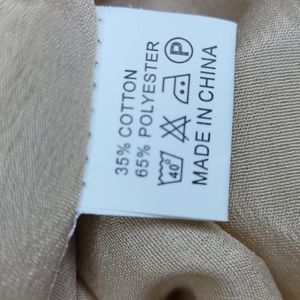 35% COTTON
65% POLYESTER
40° P
MADE IN CHINA